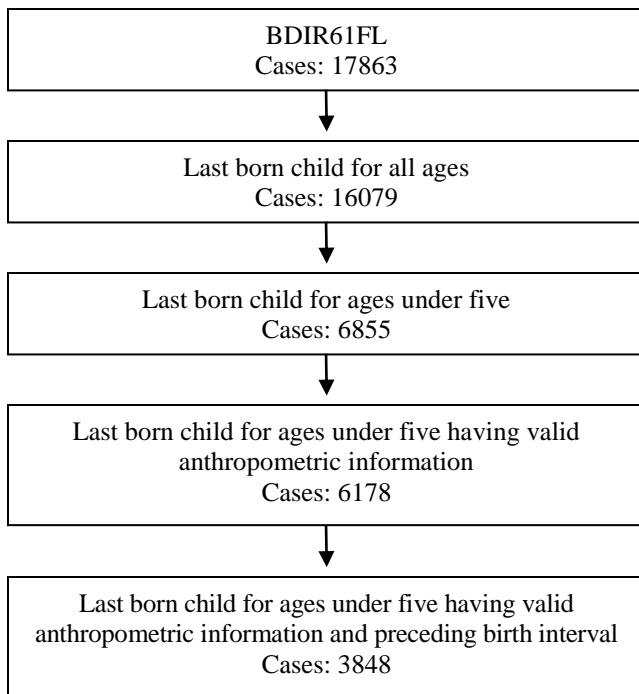 BDIR61FL
Cases: 17863
Last born child for all ages
Cases: 16079
Last born child for ages under five
Cases: 6855
Last born child for ages under five having valid
anthropometric information
Cases: 6178
Last born child for ages under five having valid
anthropometric information and preceding birth interval
Cases: 3848